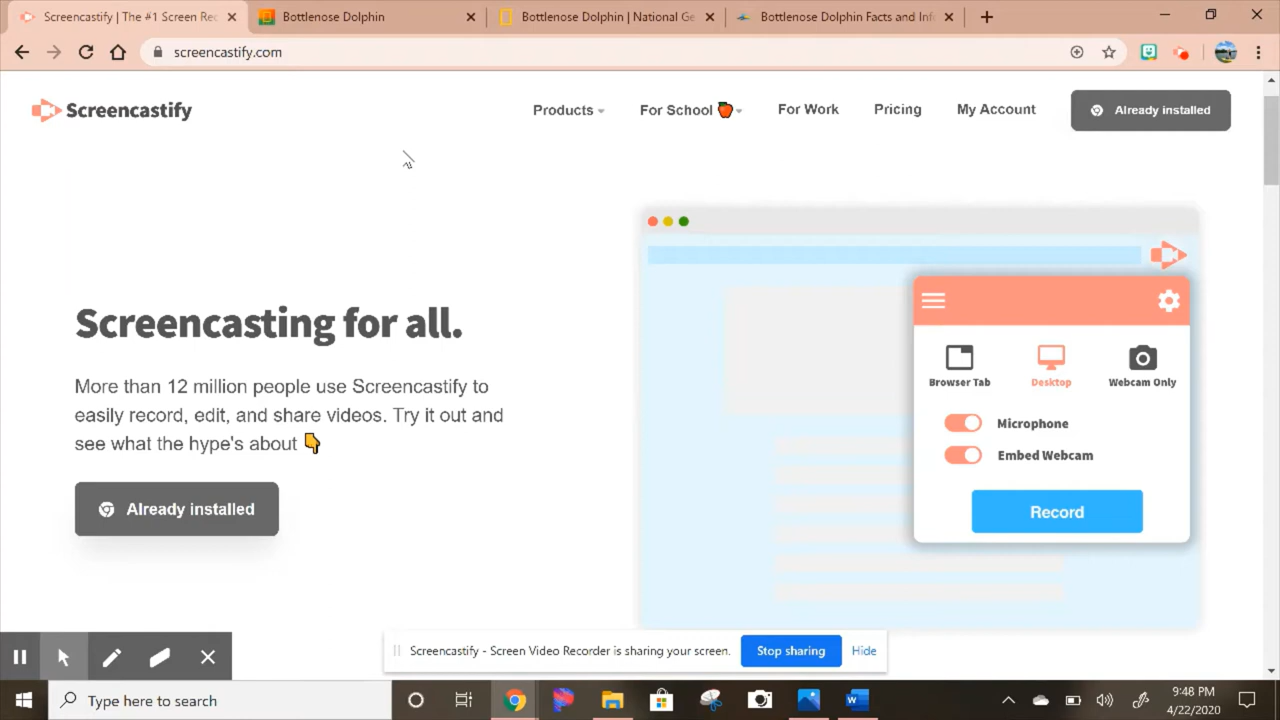 Screencastify | The #1 Screen Rec
Bottlenose Dolphin
Bottlenose Dolphin | National Ge
Bottlenose Dolphin Facts and Info
screencastify.com
Screencastify
Products
For School
For Work
Pricing
My Account
Already installed
Screencasting for all.
More than 12 million people use Screencastify to
easily record, edit, and share videos. Try it out and
see what the hype's about
Already installed
Browser Tab
Desktop
Webcam Only
Microphone
Embed Webcam
Record
Screencastify - Screen Video Recorder is sharing your screen.
Stop sharing
Hide
Type here to search
9:48 PM
4/22/2020